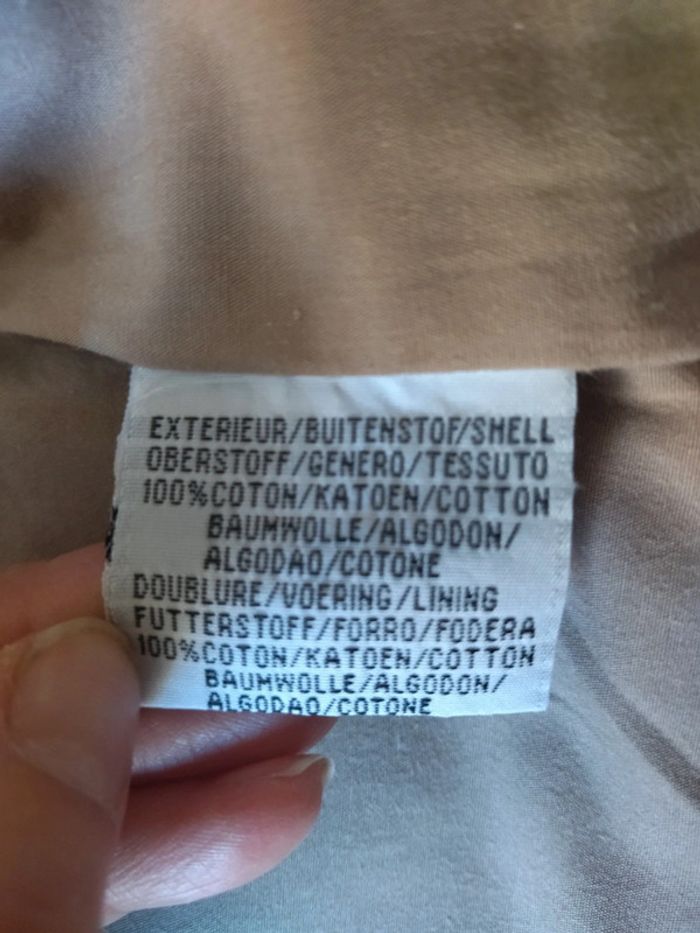 EXTERIEUR/BUITENSTOF/SHELL
OBERSTOFF/GENERO/TESSUTO
100%COTON/KATOEN/COTTON
BAUMWOLLE/ALGODON/
ALGODAO/COTONE
DOUBLURE/VOERING/LINING
FUTTERSTOFF/FORRO/FODERA
100%COTON/KATOEN/COTTON
BAUMWOLLE/ALGODON/
ALGODAO/COTONE